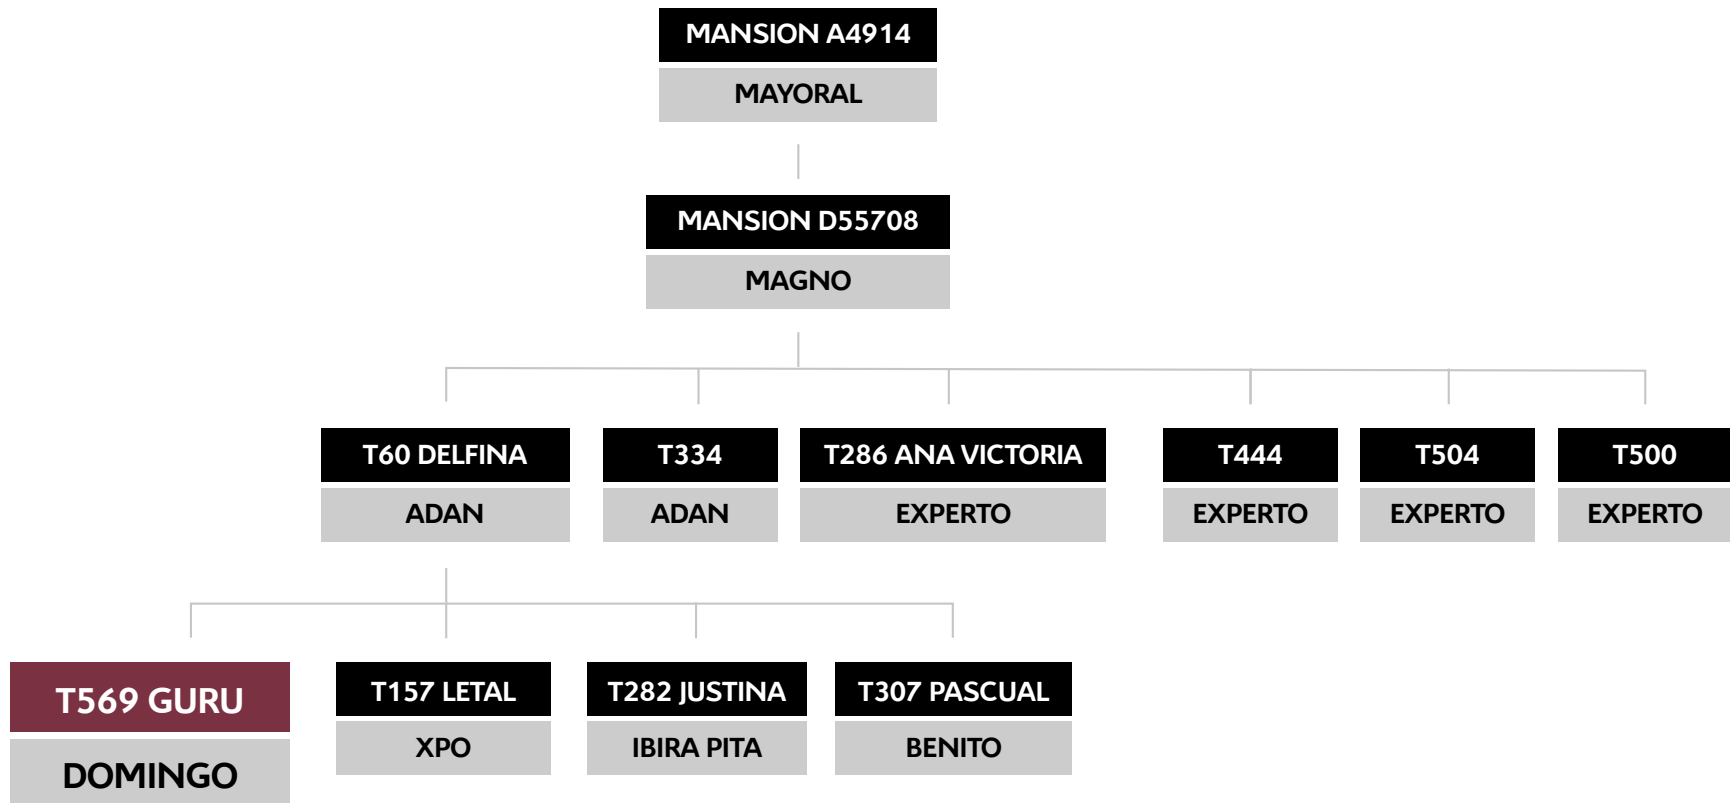 MANSION A4914
MAYORAL
MANSION D55708
MAGNO
T60 DELFINA
ADAN
T334
ADAN
T286 ANA VICTORIA
EXPERTO
T444
EXPERTO
T504
EXPERTO
T500
EXPERTO
T569 GURU
DOMINGO
T157 LETAL
XPO
T282 JUSTINA
IBIRA PITA
T307 PASCUAL
BENITO